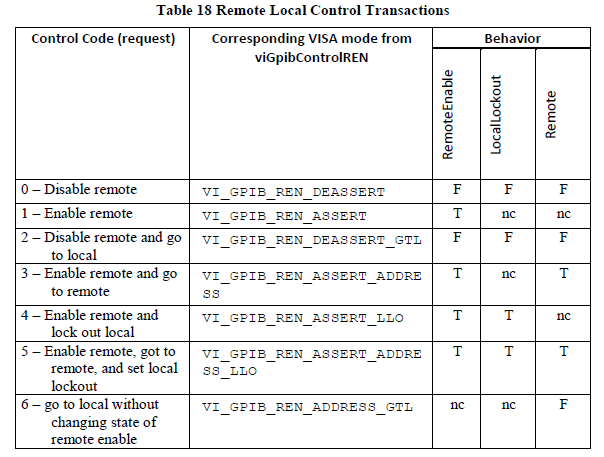 Table 18 Remote Local Control Transactions
Control Code (request)
Corresponding VISA mode from
viGpibControlREN
Behavior
RemoteEnable
LocalLockout
Remote
0 – Disable remote
VI_GPIB_REN_DEASSERT
F
F
F
1 – Enable remote
VI_GPIB_REN_ASSERT
T
nc
nc
2 – Disable remote and go
to local
VI_GPIB_REN_DEASSERT_GTL
F
F
F
3 – Enable remote and go
to remote
VI_GPIB_REN_ASSERT_ADDRE
SS
T
nc
T
4 – Enable remote and
lock out local
VI_GPIB_REN_ASSERT_LLO
T
T
nc
5 – Enable remote, got to
remote, and set local
lockout
VI_GPIB_REN_ASSERT_ADDRE
SS_LLO
T
T
T
6 – go to local without
changing state of
remote enable
VI_GPIB_REN_ADDRESS_GTL
nc
nc
F